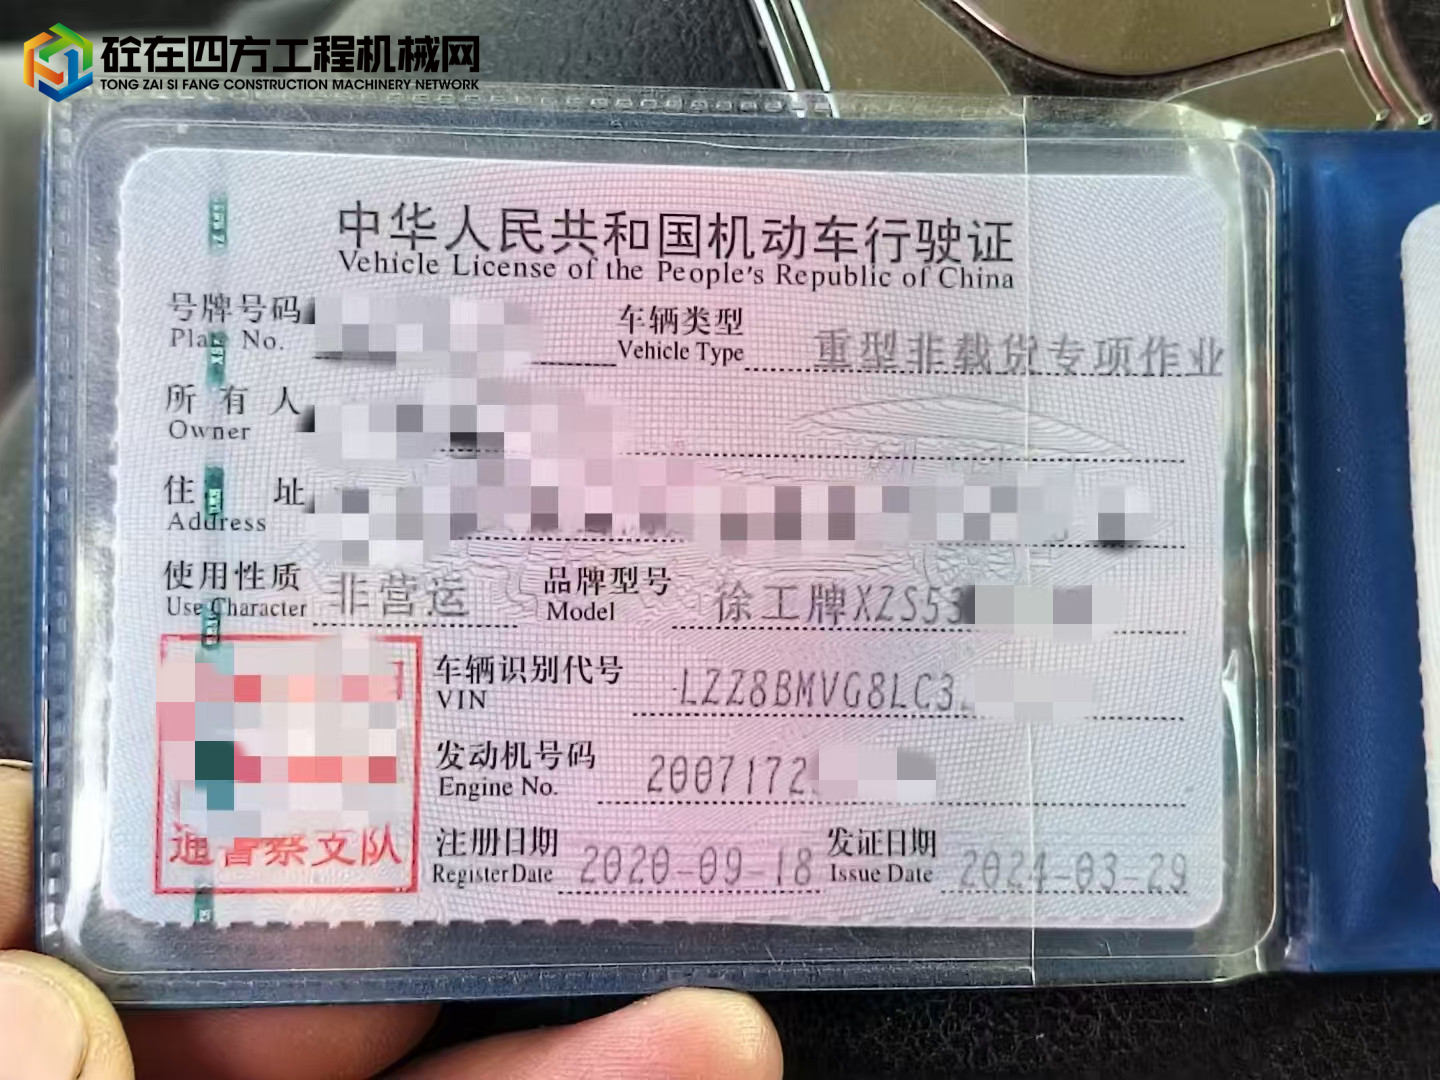 砼在四方工程机械网
TONG ZAI SI FANG CONSTRUCTION MACHINERY NETWORK
中华人民共和国机动车行驶证
Vehicle License of the People's Republic of China
号牌号码 车辆类型 重型非载货专项作业
Plate No. Vehicle Type
所有人
Owner
住址
Address
使用性质 非营运 品牌型号 徐工牌XZS53
Use Character Model
车辆识别代号 LZZ8BMVG8LC3
VIN
发动机号码 2007172
Engine No.
通警察支队
注册日期 2020-09-18 发证日期 2024-03-29
Register Date Issue Date